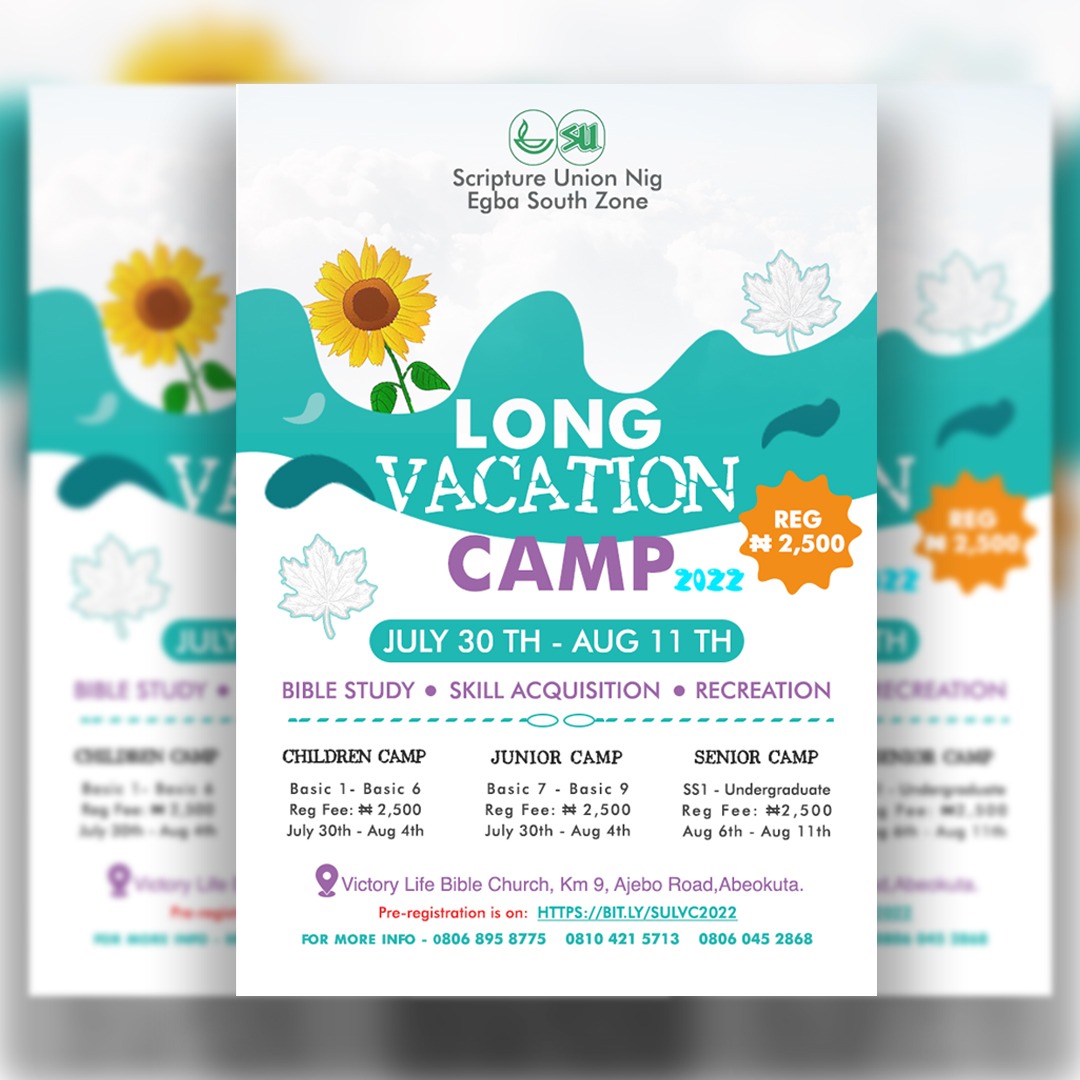 SU
Scripture Union Nig
Egba South Zone
LONG
VACATION
CAMP 2022
REG
₦ 2,500
JULY 30 TH - AUG 11 TH
BIBLE STUDY • SKILL ACQUISITION • RECREATION
CHILDREN CAMP
Basic 1- Basic 6
Reg Fee: ₦ 2,500
July 30th - Aug 4th
JUNIOR CAMP
Basic 7 - Basic 9
Reg Fee: ₦ 2,500
July 30th - Aug 4th
SENIOR CAMP
SS1 - Undergraduate
Reg Fee: ₦2,500
Aug 6th - Aug 11th
Victory Life Bible Church, Km 9, Ajebo Road,Abeokuta.
Pre-registration is on: HTTPS://BIT.LY/SULVC2022
FOR MORE INFO - 0806 895 8775 0810 421 5713 0806 045 2868